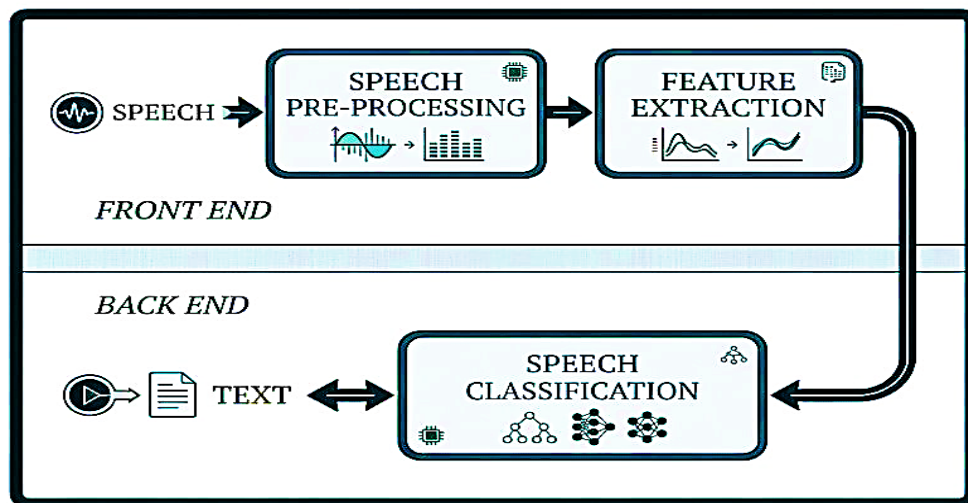 SPEECH
SPEECH
PRE-PROCESSING
FEATURE
EXTRACTION
FRONT END
BACK END
TEXT
SPEECH
CLASSIFICATION